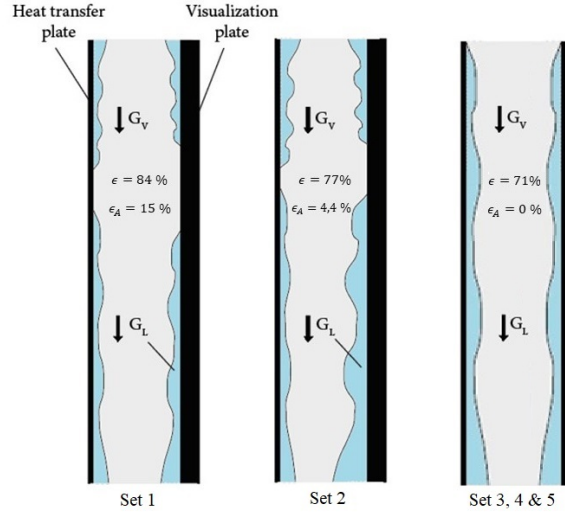 Heat transfer
plate
Visualization
plate
G_V
ϵ = 84 %
ϵ_A = 15 %
G_L
Set 1
G_V
ϵ = 77%
ϵ_A = 4,4 %
G_L
Set 2
G_V
ϵ = 71%
ϵ_A = 0 %
G_L
Set 3, 4 & 5